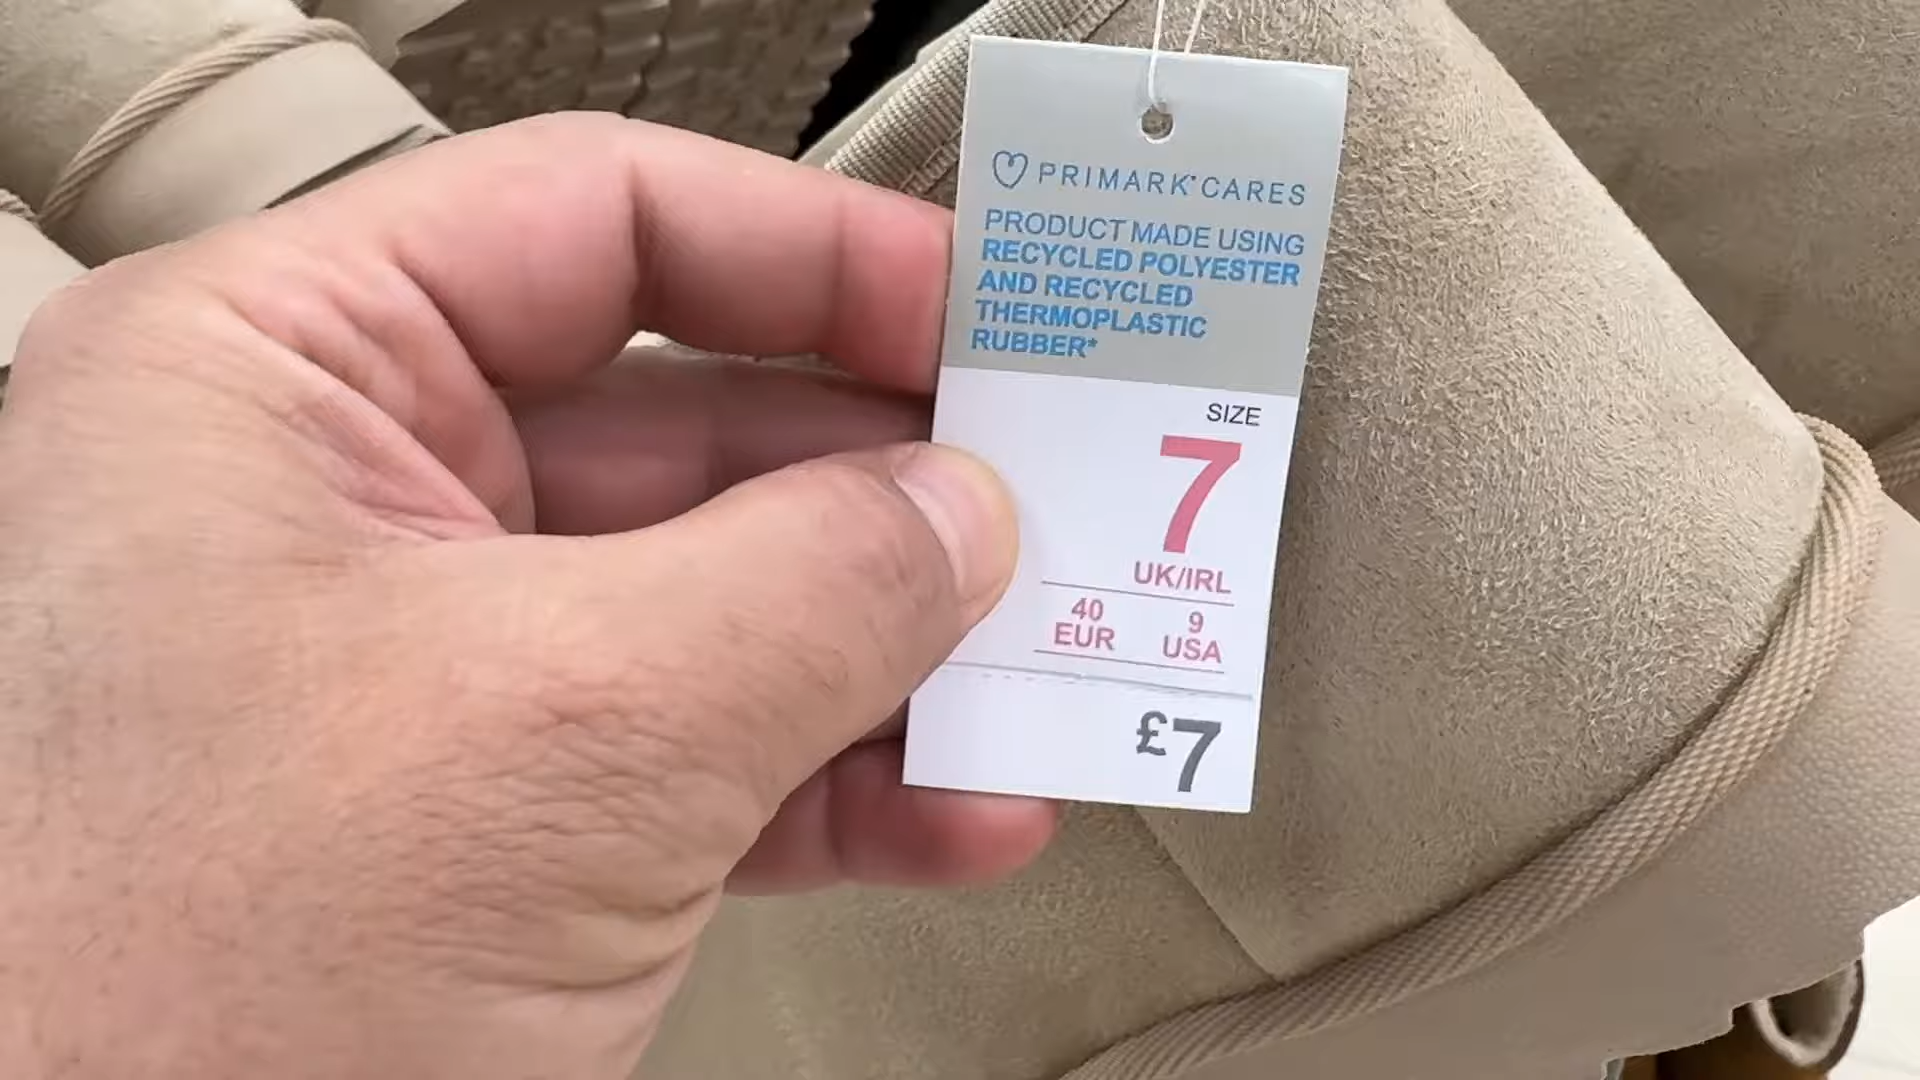 PRIMARK® CARES
PRODUCT MADE USING
RECYCLED POLYESTER
AND RECYCLED
THERMOPLASTIC
RUBBER*
SIZE
7
UK/IRL
40 9
EUR USA
£7